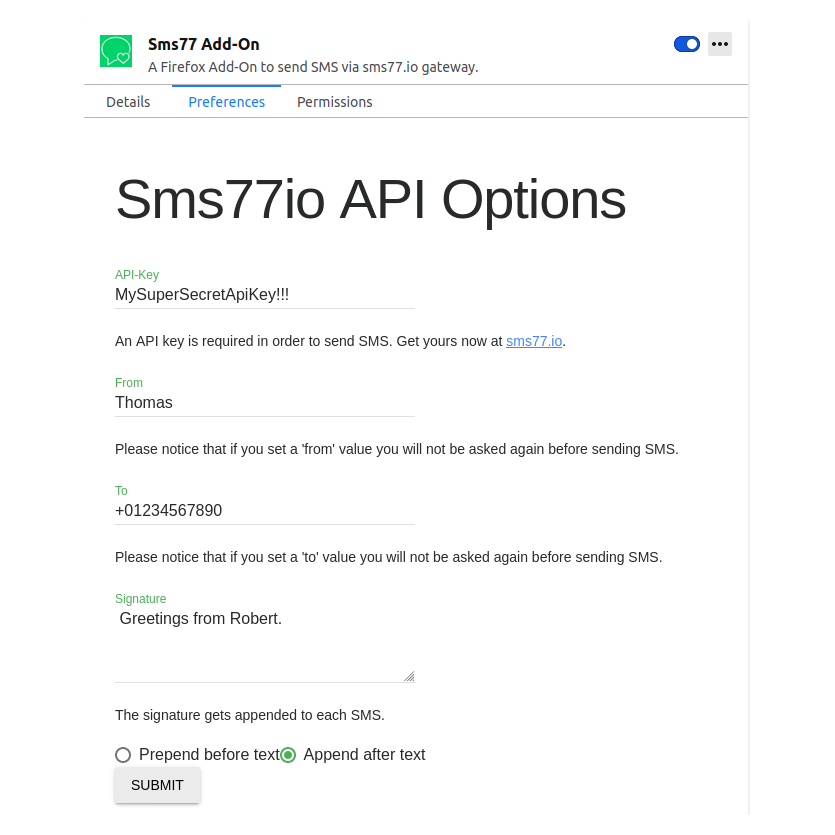 Sms77 Add-On
A Firefox Add-On to send SMS via sms77.io gateway.
Details Preferences Permissions
Sms77io API Options
API-Key
MySuperSecretApiKey!!!
An API key is required in order to send SMS. Get yours now at sms77.io.
From
Thomas
Please notice that if you set a 'from' value you will not be asked again before sending SMS.
To
+01234567890
Please notice that if you set a 'to' value you will not be asked again before sending SMS.
Signature
Greetings from Robert.
The signature gets appended to each SMS.
Prepend before text Append after text
SUBMIT